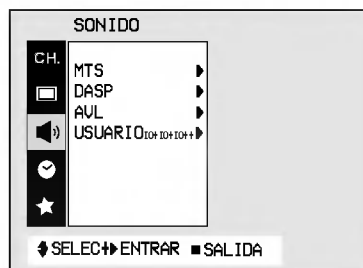 SONIDO
CH.
MTS
DASP
AVL
USUARIO
SELEC ENTRAR SALIDA